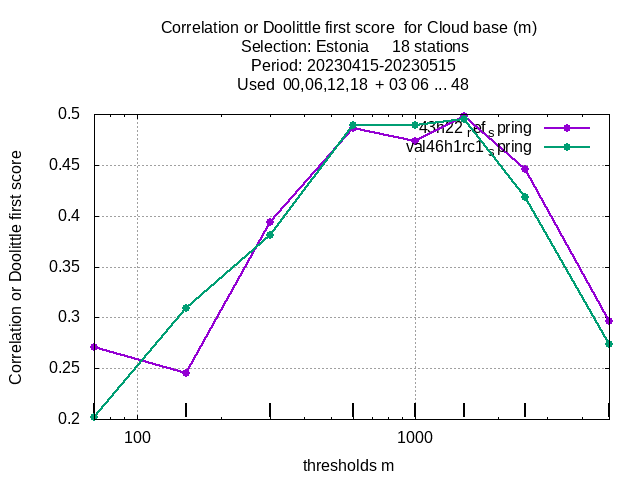 Correlation or Doolittle first score  for Cloud base (m)
Selection: Estonia     18 stations
Period: 20230415-20230515
Used  00,06,12,18  + 03 06 ... 48
Correlation or Doolittle first score
0.5
0.45
0.4
0.35
0.3
0.25
0.2
43h22_ref_spring
val46h1rc1_spring
100
1000
thresholds m